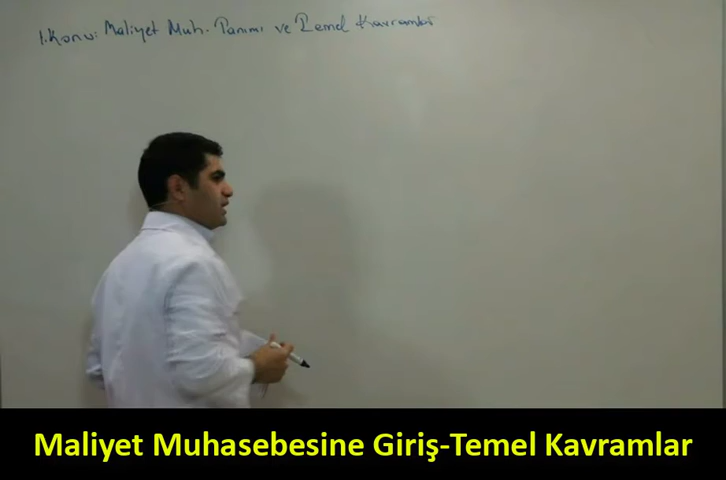 1. Konu: Maliyet Muh. Tanımı ve Temel Kavramlar
Maliyet Muhasebesine Giriş-Temel Kavramlar